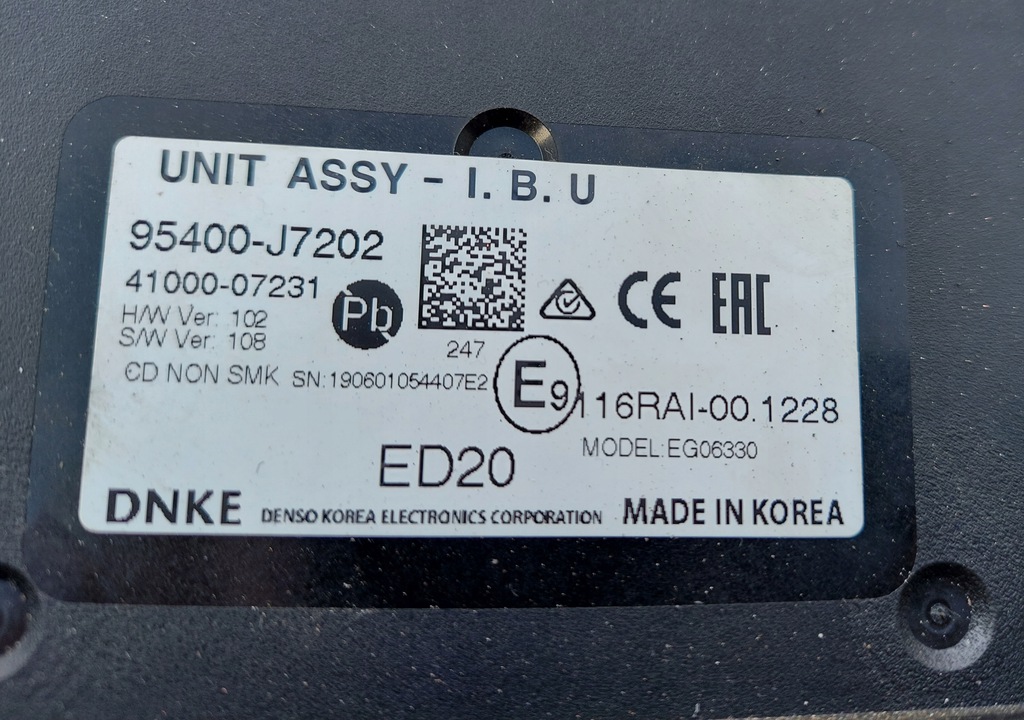 UNIT ASSY - I. B. U
95400-J7202
41000-07231
Pb
H/W Ver: 102
S/W Ver: 108
247
CE
EAC
CD NON SMK SN:190601054407E2
E9 116RAI-00.1228
MODEL:EG06330
ED20
DNKE DENSO KOREA ELECTRONICS CORPORATION MADE IN KOREA